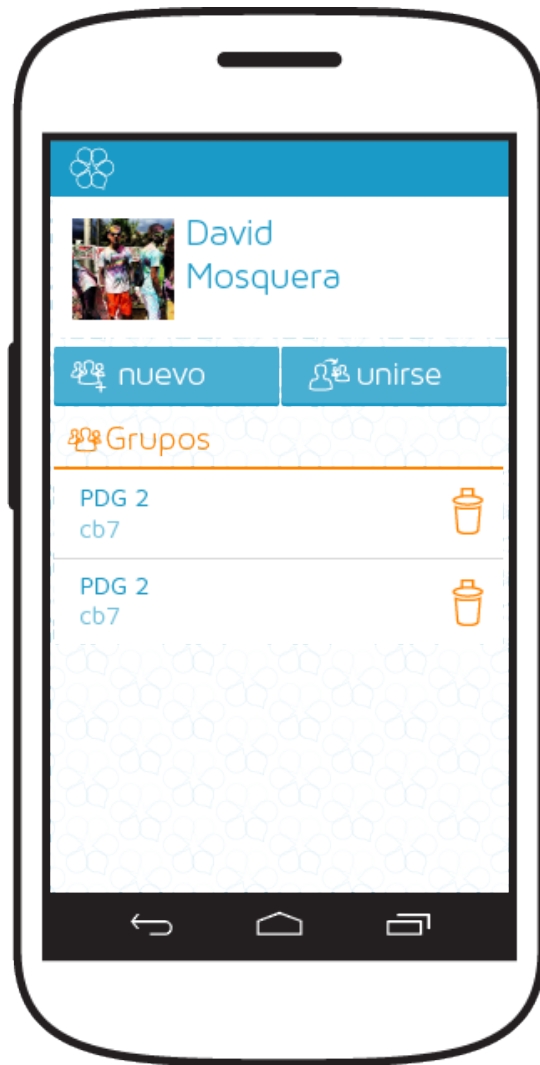 David
Mosquera
nuevo unirse
Grupos
PDG 2
cb7
PDG 2
cb7